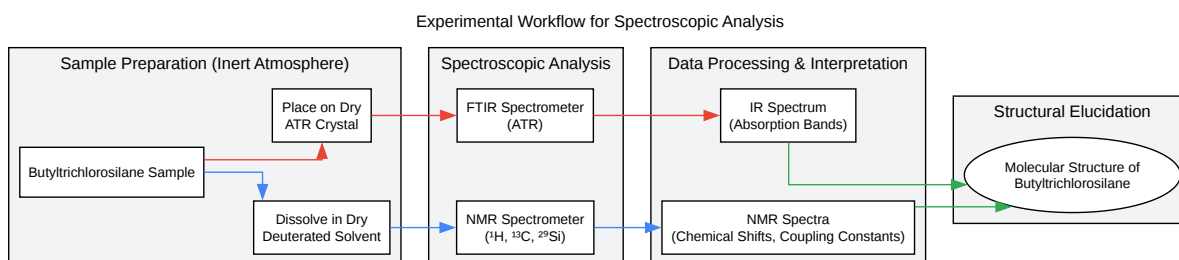 Experimental Workflow for Spectroscopic Analysis
Sample Preparation (Inert Atmosphere)
Butyltrichlorosilane Sample
Place on Dry
ATR Crystal
Dissolve in Dry
Deuterated Solvent
Spectroscopic Analysis
FTIR Spectrometer
(ATR)
NMR Spectrometer
(¹H, ¹³C, ²⁹Si)
Data Processing & Interpretation
IR Spectrum
(Absorption Bands)
NMR Spectra
(Chemical Shifts, Coupling Constants)
Structural Elucidation
Molecular Structure of
Butyltrichlorosilane